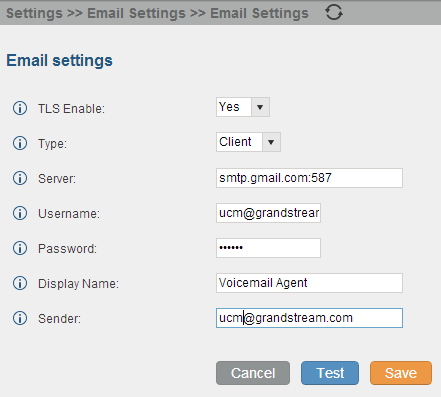 Settings >> Email Settings >> Email Settings
Email settings
TLS Enable: Yes
Type: Client
Server: smtp.gmail.com:587
Username: ucm@grandstrear
Password: ••••••
Display Name: Voicemail Agent
Sender: ucm@grandstream.com
Cancel Test Save